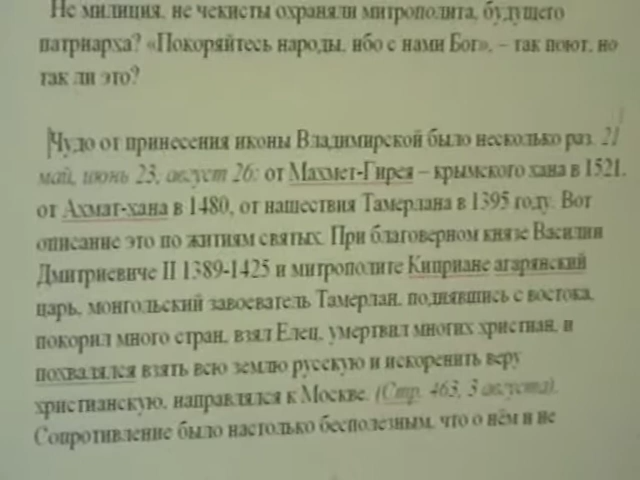 Не милиция, не чекисты охраняли митрополита, будущего
патриарха? «Покоряйтесь народы, ибо с нами Бог», – так поют, но
так ли это?
Чудо от принесения иконы Владимирской было несколько раз. 21
май, июнь 23, август 26: от Махмет-Гирея – крымского хана в 1521,
от Ахмат-хана в 1480, от нашествия Тамерлана в 1395 году. Вот
описание это по житиям святых. При благоверном князе Василии
Дмитриевиче II 1389-1425 и митрополите Киприане агарянский
царь, монгольский завоеватель Тамерлан, поднявшись с востока,
покорил много стран, взял Елец, умертвил многих христиан, и
похвалялся взять всю землю русскую и искоренить веру
христианскую, направлялся к Москве. (Стр. 463, 3 августа).
Сопротивление было настолько бесполезным, что о нём и не